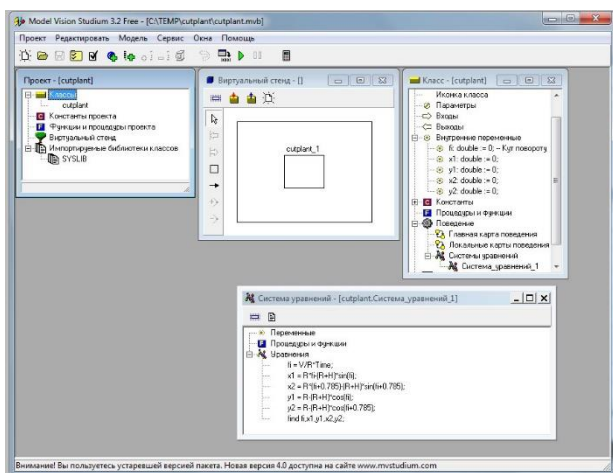 Model Vision Studium 3.2 Free - [C:\TEMP\cutplant\cutplant.mvb]
Проект Редактировать Модель Сервис Окна Помощь
Проект - [cutplant]
Классы
cutplant
Константы проекта
Функции и процедуры проекта
Виртуальный стенд
Импортируемые библиотеки классов
SYSLIB
Виртуальный стенд - []
cutplant_1
Класс - [cutplant]
Иконка класса
Параметры
Входы
Выходы
Внутренние переменные
fi: double := 0; -- Кут повороту
x1: double := 0;
y1: double := 0;
x2: double := 0;
y2: double := 0;
Константы
Процедуры и функции
Поведение
Главная карта поведения
Локальные карты поведения
Системы уравнений
Система_уравнений_1
Система уравнений - [cutplant.Система_уравнений_1]
Переменные
Процедуры и функции
Уравнения
fi = V/R*Time;
x1 = R*fi-(R+H)*sin(fi);
x2 = R*(fi+0.785)-(R+H)*sin(fi+0.785);
y1 = R-(R+H)*cos(fi);
y2 = R-(R+H)*cos(fi+0.785);
find fi,x1,y1,x2,y2;
Внимание! Вы пользуетесь устаревшей версией пакета. Новая версия 4.0 доступна на сайте www.mvstudium.com